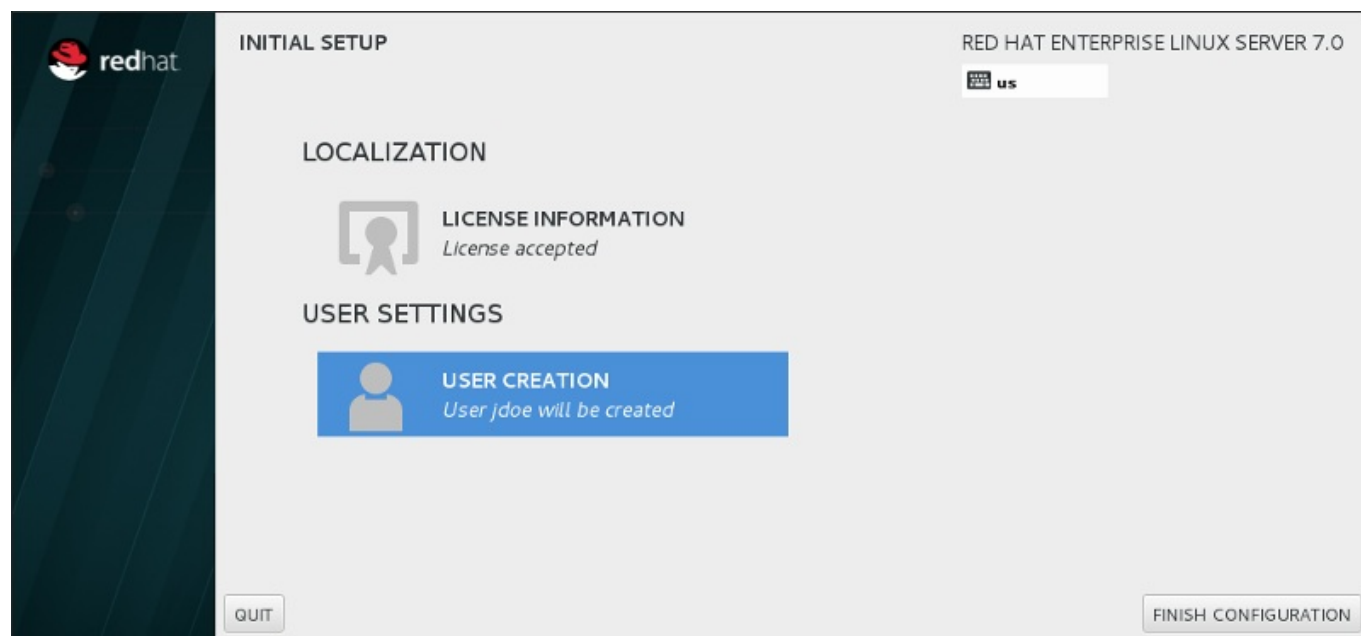 redhat
INITIAL SETUP
RED HAT ENTERPRISE LINUX SERVER 7.0
us
LOCALIZATION
LICENSE INFORMATION
License accepted
USER SETTINGS
USER CREATION
User jdoe will be created
QUIT
FINISH CONFIGURATION